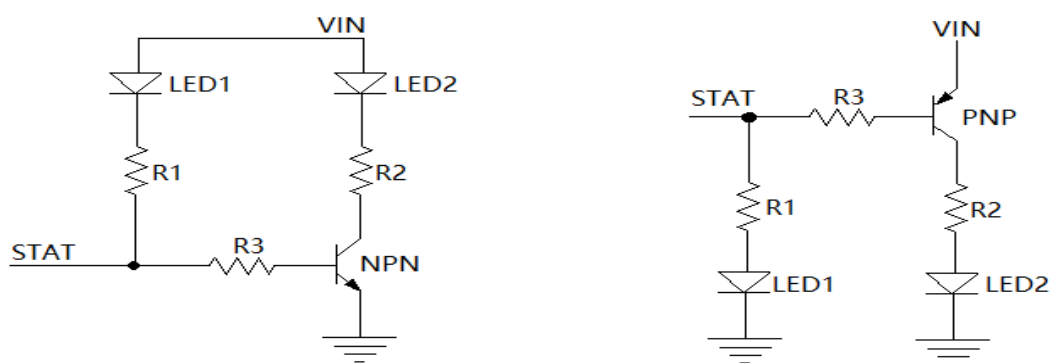 VIN
LED1
LED2
R1
R2
STAT
R3
NPN
VIN
STAT
R3
PNP
R1
R2
LED1
LED2